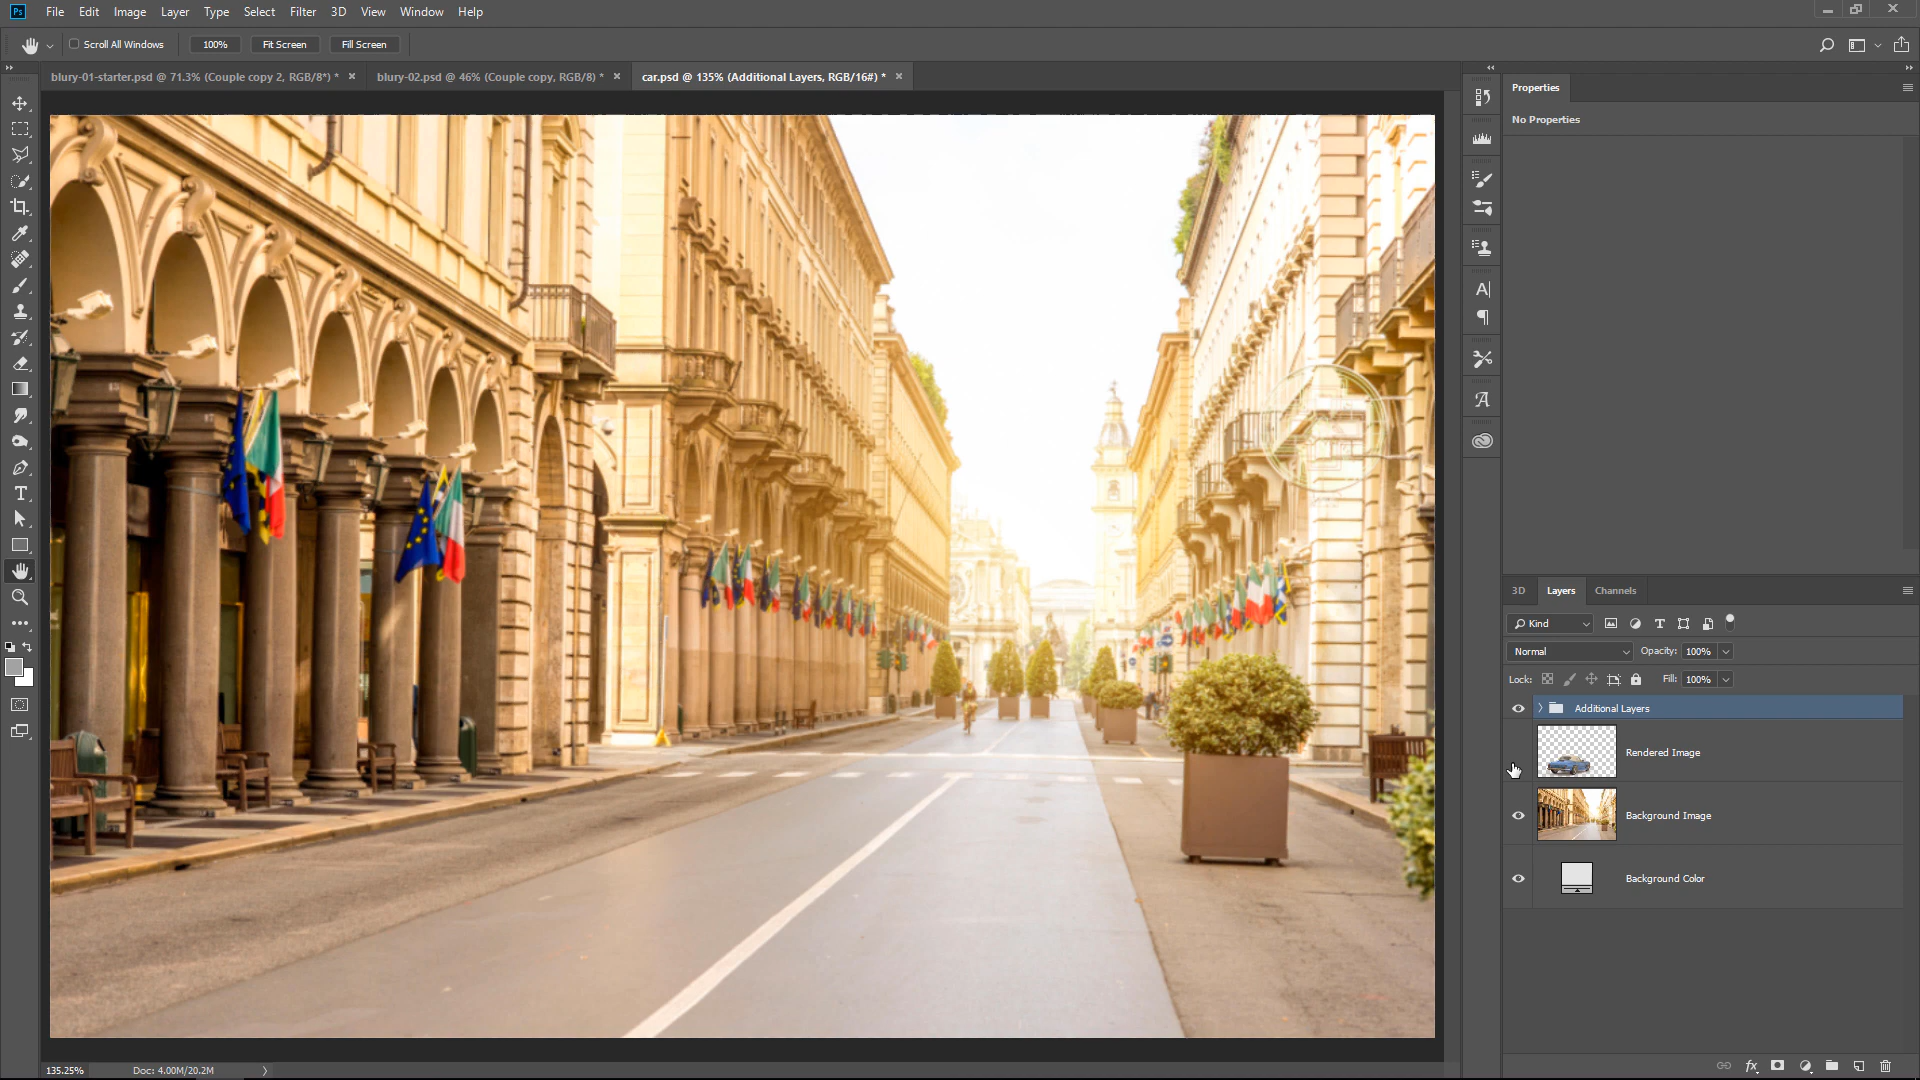 Ps File Edit Image Layer Type Select Filter 3D View Window Help
Scroll All Windows 100% Fit Screen Fill Screen
blury-01-starter.psd @ 71.3% (Couple copy 2, RGB/8*) * × blury-02.psd @ 46% (Couple copy, RGB/8) * × car.psd @ 135% (Additional Layers, RGB/16#) * ×
Properties
No Properties
3D Layers Channels
Kind
Normal Opacity: 100%
Lock: Fill: 100%
Additional Layers
Rendered Image
Background Image
Background Color
135.25% Doc: 4.00M/20.2M